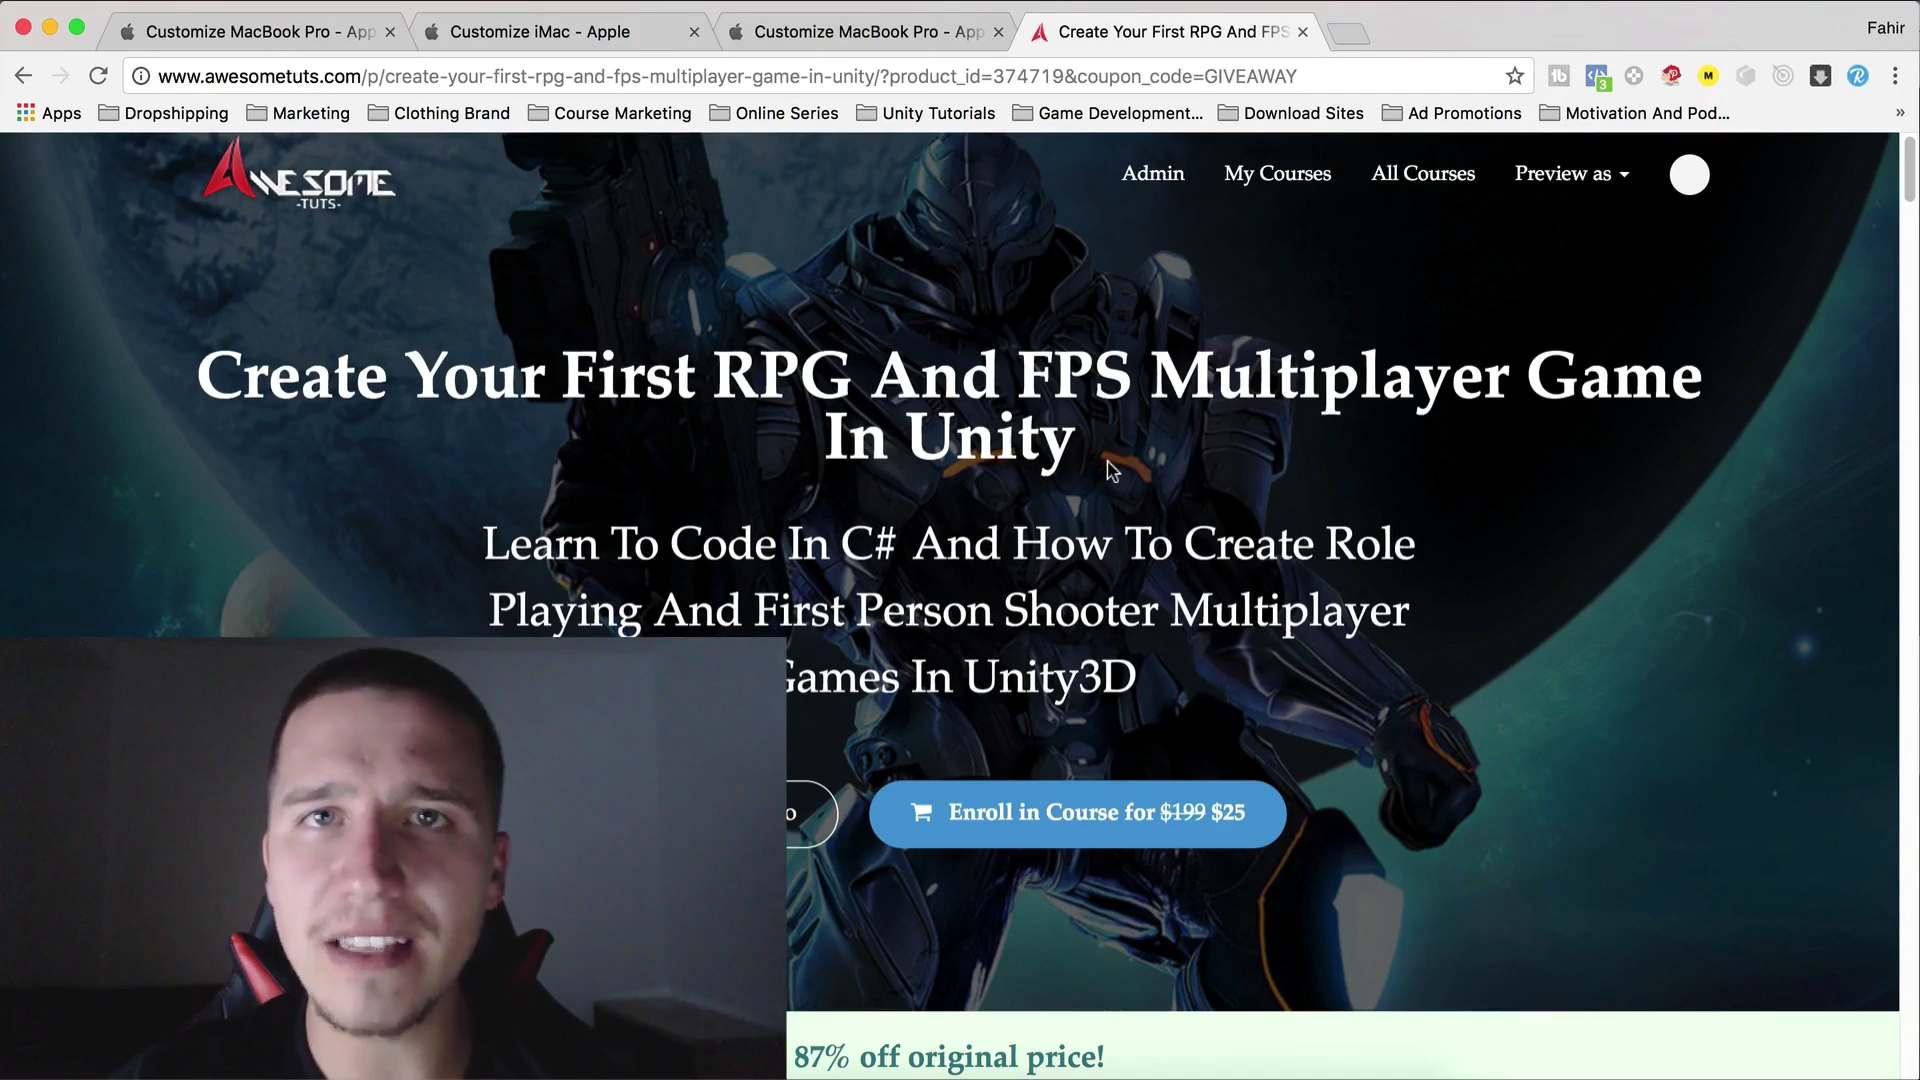 Customize MacBook Pro - App
Customize iMac - Apple
Customize MacBook Pro - App
Create Your First RPG And FPS
Fahir
www.awesometuts.com/p/create-your-first-rpg-and-fps-multiplayer-game-in-unity/?product_id=374719&coupon_code=GIVEAWAY
3
M
Apps
Dropshipping
Marketing
Clothing Brand
Course Marketing
Online Series
Unity Tutorials
Game Development...
Download Sites
Ad Promotions
Motivation And Pod...
»
AWESOME
-TUTS-
Admin
My Courses
All Courses
Preview as
Create Your First RPG And FPS Multiplayer Game
In Unity
Learn To Code In C# And How To Create Role
Playing And First Person Shooter Multiplayer
Games In Unity3D
o
Enroll in Course for $199 $25
87% off original price!